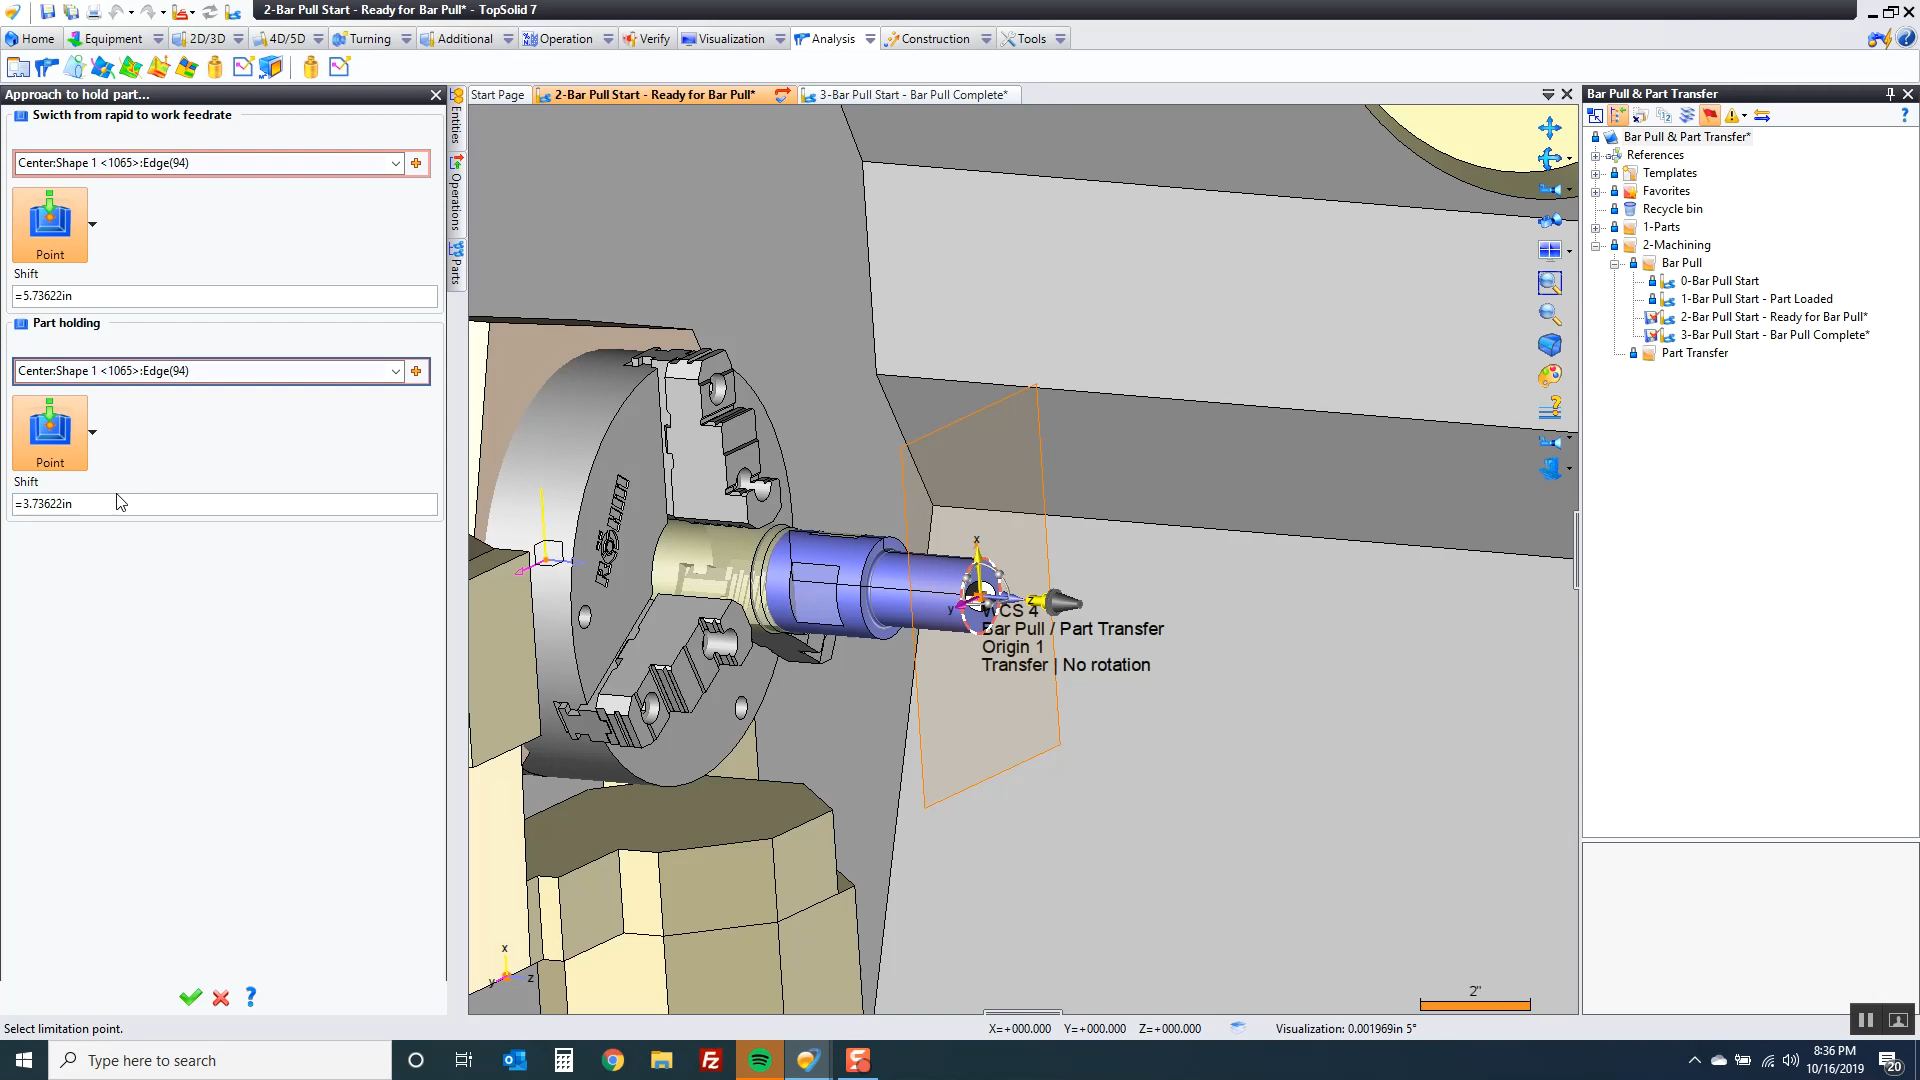 2-Bar Pull Start - Ready for Bar Pull* - TopSolid 7
Home
Equipment
2D/3D
4D/5D
Turning
Additional
Operation
Verify
Visualization
Analysis
Construction
Tools
Approach to hold part...
Swicth from rapid to work feedrate
Center:Shape 1 <1065>:Edge(94)
Point
Shift
=5.73622in
Part holding
Center:Shape 1 <1065>:Edge(94)
Point
Shift
=3.73622in
Entities
Operations
Parts
Start Page
2-Bar Pull Start - Ready for Bar Pull*
3-Bar Pull Start - Bar Pull Complete*
RÖHM
x
y
z
WCS 4
Bar Pull / Part Transfer
Origin 1
Transfer | No rotation
x
y
z
2"
Bar Pull & Part Transfer
Bar Pull & Part Transfer*
References
Templates
Favorites
Recycle bin
1-Parts
2-Machining
Bar Pull
0-Bar Pull Start
1-Bar Pull Start - Part Loaded
2-Bar Pull Start - Ready for Bar Pull*
3-Bar Pull Start - Bar Pull Complete*
Part Transfer
Select limitation point.
X=+000.000 Y=+000.000 Z=+000.000
Visualization: 0.001969in 5°
Type here to search
8:36 PM
10/16/2019
20